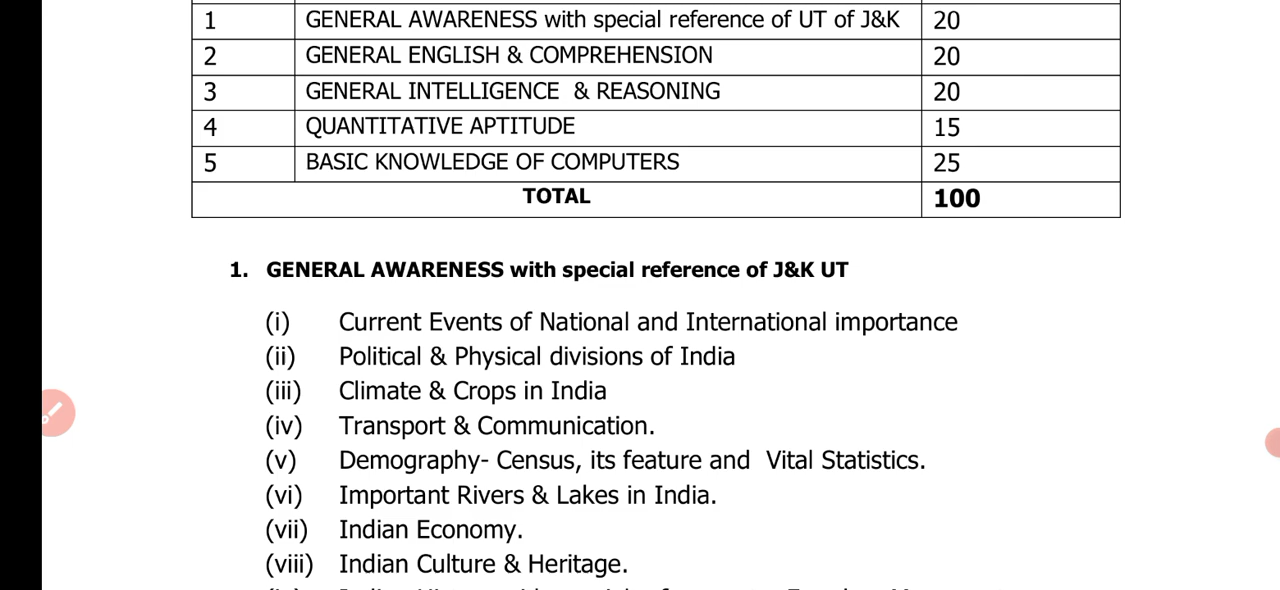 1 GENERAL AWARENESS with special reference of UT of J&K 20
2 GENERAL ENGLISH & COMPREHENSION 20
3 GENERAL INTELLIGENCE & REASONING 20
4 QUANTITATIVE APTITUDE 15
5 BASIC KNOWLEDGE OF COMPUTERS 25
TOTAL 100
1. GENERAL AWARENESS with special reference of J&K UT
(i) Current Events of National and International importance
(ii) Political & Physical divisions of India
(iii) Climate & Crops in India
(iv) Transport & Communication.
(v) Demography- Census, its feature and Vital Statistics.
(vi) Important Rivers & Lakes in India.
(vii) Indian Economy.
(viii) Indian Culture & Heritage.